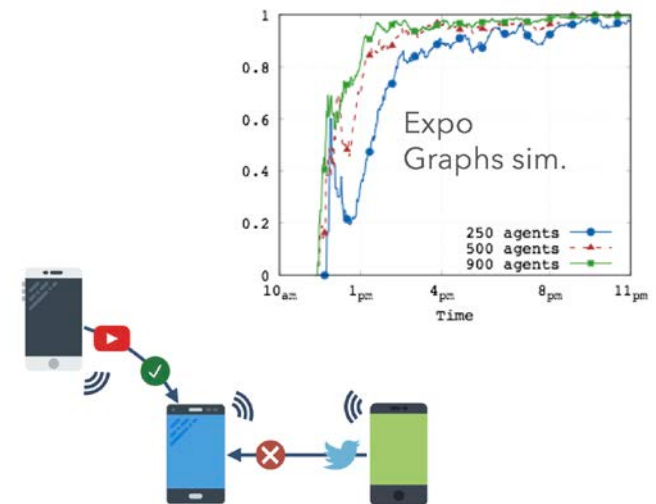 1
0.8
0.6
0.4
0.2
0
Expo
Graphs sim.
250 agents
500 agents
900 agents
10am 1pm 4pm 8pm 11pm
Time